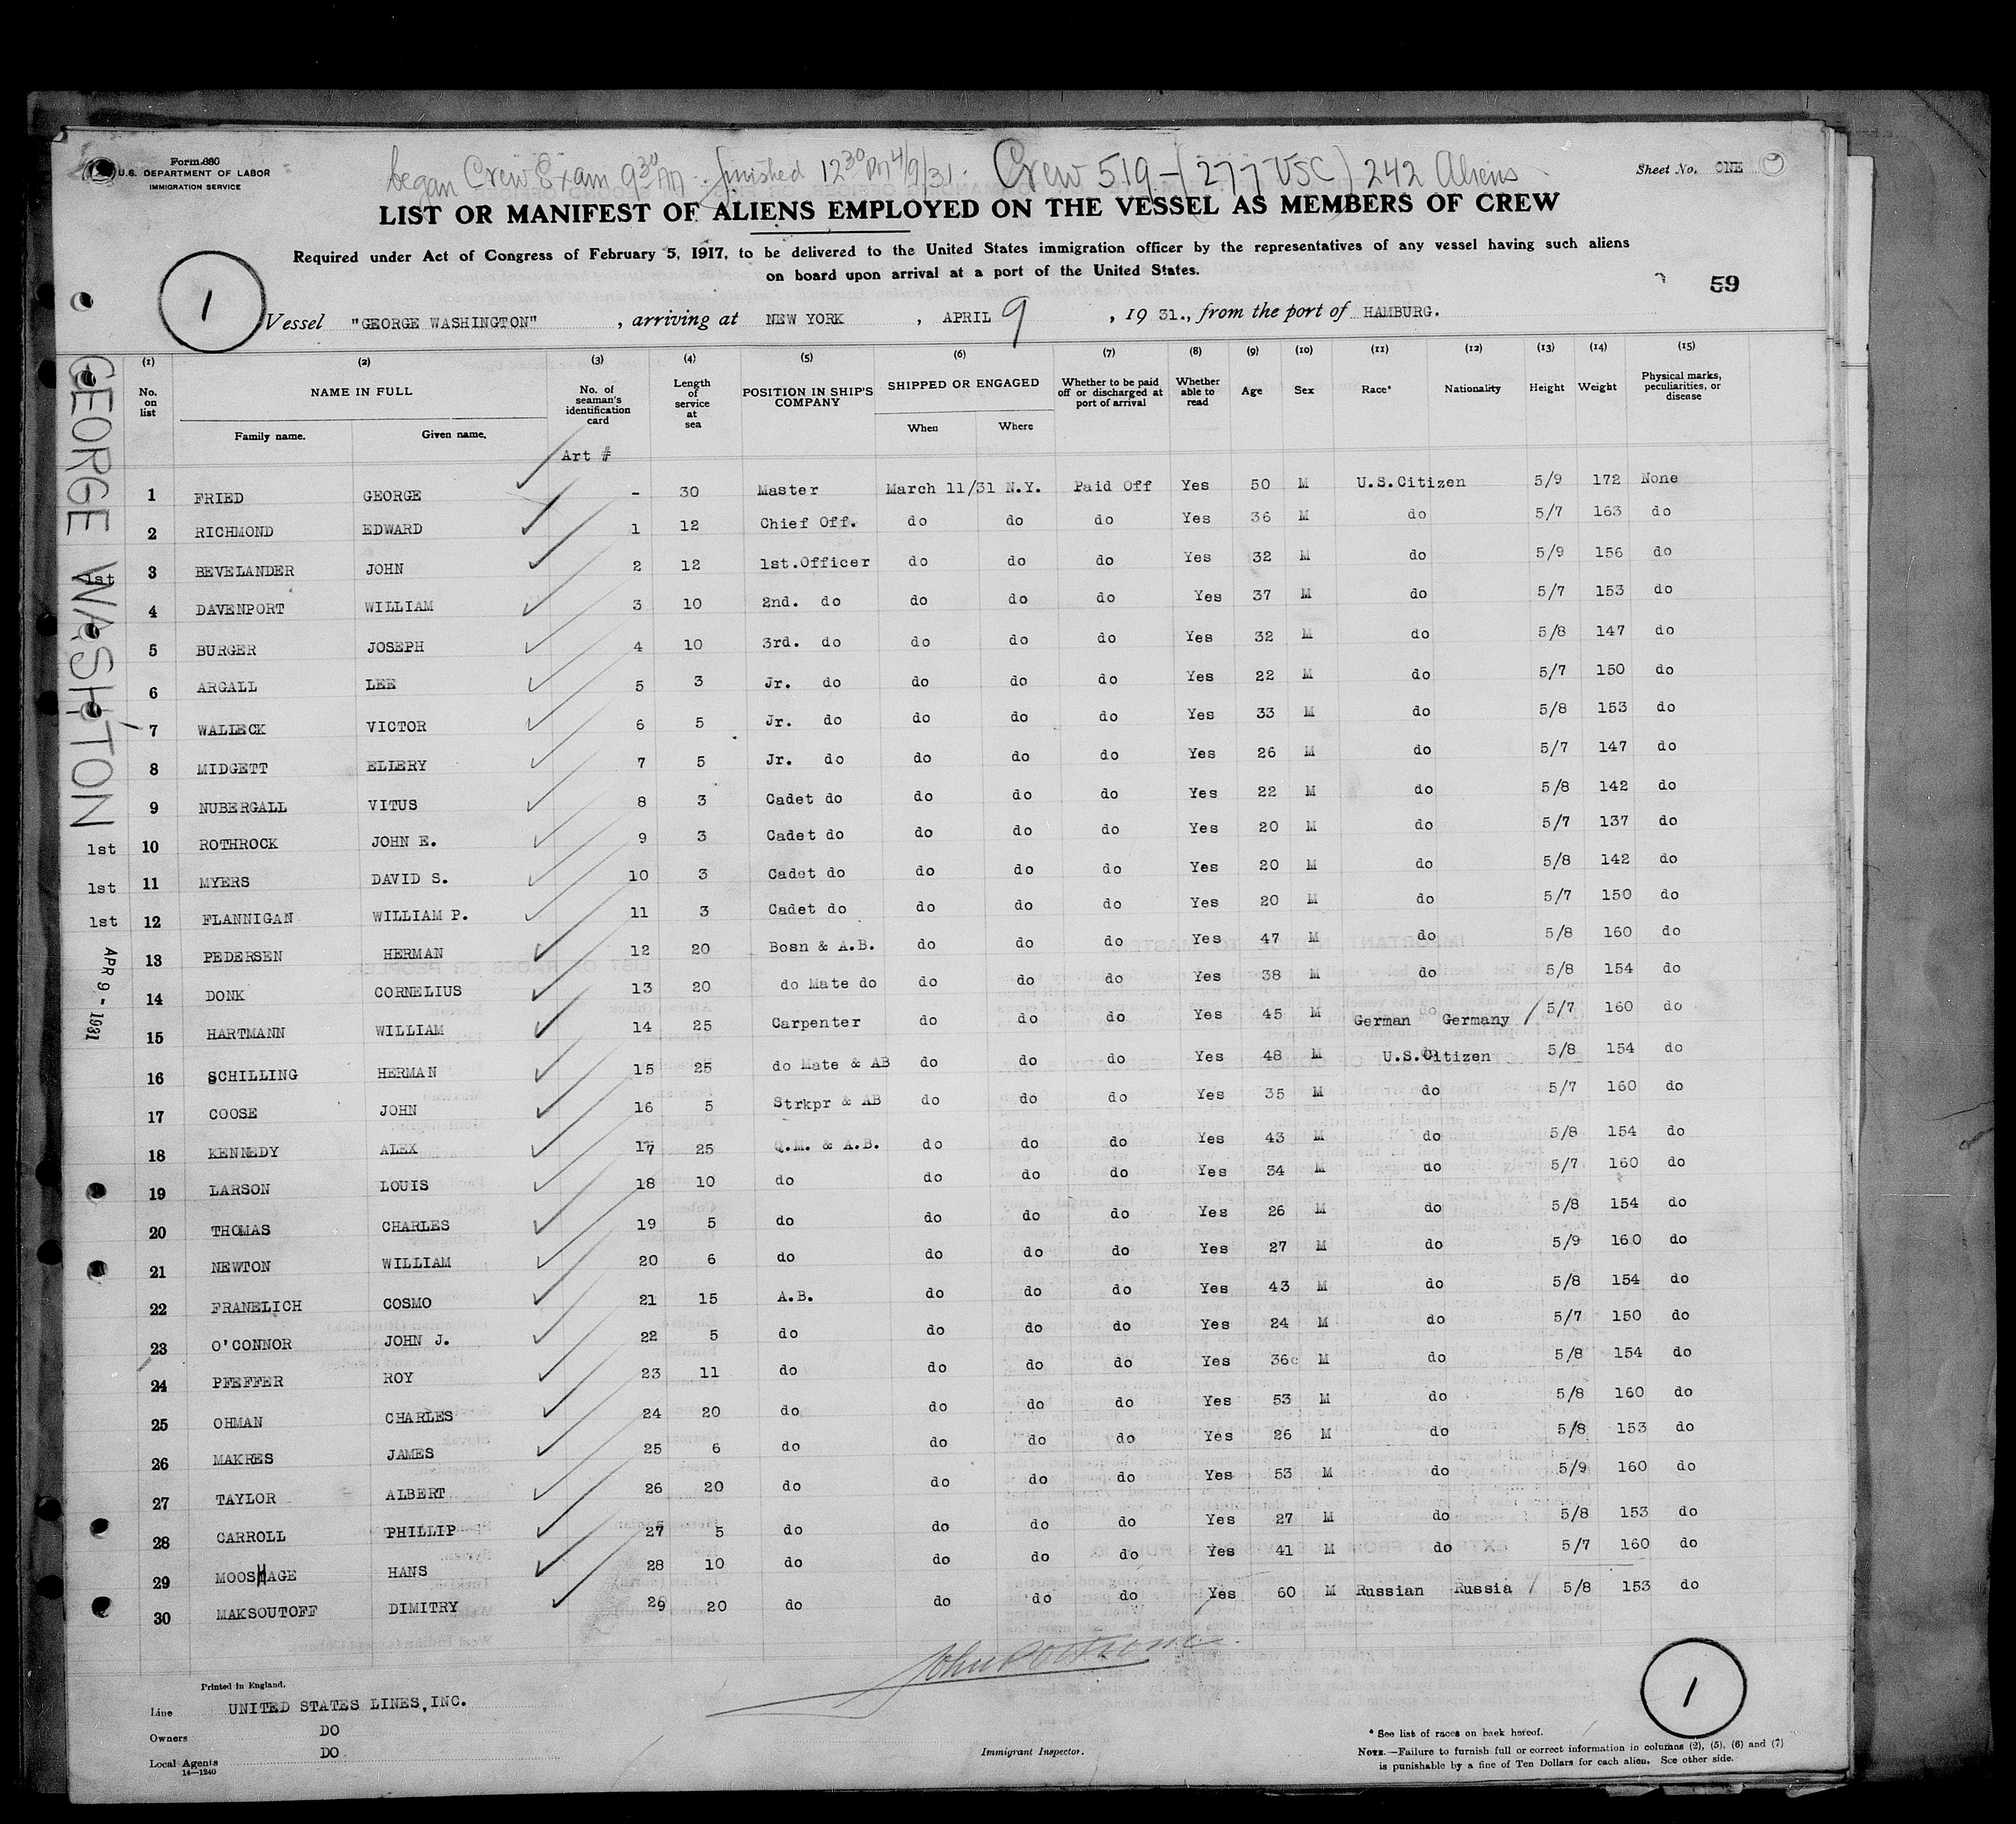 Form 680
U.S. DEPARTMENT OF LABOR
IMMIGRATION SERVICE
began Crew Exam 9 30 AM. finished 12 30 PM 4/9/31. Crew 519 - (277 USC) 242 Aliens
Sheet No. ONE
LIST OR MANIFEST OF ALIENS EMPLOYED ON THE VESSEL AS MEMBERS OF CREW
Required under Act of Congress of February 5, 1917, to be delivered to the United States immigration officer by the representatives of any vessel having such aliens
on board upon arrival at a port of the United States.
59
1
Vessel "GEORGE WASHINGTON", arriving at NEW YORK, APRIL 9, 19 31., from the port of HAMBURG.
GEORGE WASHINGTON
(1) (2) (3) (4) (5) (6) (7) (8) (9) (10) (11) (12) (13) (14) (15)
No. on list NAME IN FULL Family name. Given name. No. of seaman's identification card Length of service at sea POSITION IN SHIP'S COMPANY SHIPPED OR ENGAGED When Where Whether to be paid off or discharged at port of arrival Whether able to read Age Sex Race* Nationality Height Weight Physical marks, peculiarities, or disease
Art #
1 FRIED GEORGE - 30 Master March 11/31 N.Y. Paid Off Yes 50 M U.S.Citizen 5/9 172 None
2 RICHMOND EDWARD 1 12 Chief Off. do do do Yes 36 M do 5/7 163 do
1st 3 BEVELANDER JOHN 2 12 1st.Officer do do do Yes 32 M do 5/9 156 do
4 DAVENPORT WILLIAM 3 10 2nd. do do do do Yes 37 M do 5/7 153 do
5 BURGER JOSEPH 4 10 3rd. do do do do Yes 32 M do 5/8 147 do
6 ARGALL LEE 5 3 Jr. do do do do Yes 22 M do 5/7 150 do
7 WALLECK VICTOR 6 5 Jr. do do do do Yes 33 M do 5/8 153 do
8 MIDGETT ELLERY 7 5 Jr. do do do do Yes 26 M do 5/7 147 do
9 NUBERGALL VITUS 8 3 Cadet do do do do Yes 22 M do 5/8 142 do
1st 10 ROTHROCK JOHN E. 9 3 Cadet do do do do Yes 20 M do 5/7 137 do
1st 11 MYERS DAVID S. 10 3 Cadet do do do do Yes 20 M do 5/8 142 do
1st 12 FLANNIGAN WILLIAM P. 11 3 Cadet do do do do Yes 20 M do 5/7 150 do
APR 9 - 1931
13 PEDERSEN HERMAN 12 20 Bosn & A.B. do do do Yes 47 M do 5/8 160 do
14 DONK CORNELIUS 13 20 do Mate do do do do Yes 38 M do 5/8 154 do
15 HARTMANN WILLIAM 14 25 Carpenter do do do Yes 45 M German Germany / 5/7 160 do
16 SCHILLING HERMAN 15 25 do Mate & AB do do do Yes 48 M U.S.Citizen 5/8 154 do
17 COOSE JOHN 16 5 Strkpr & AB do do do Yes 35 M do 5/7 160 do
18 KENNEDY ALEX 17 25 Q.M. & A.B. do do do Yes 43 M do 5/8 154 do
19 LARSON LOUIS 18 10 do do do do Yes 34 M do 5/7 160 do
20 THOMAS CHARLES 19 5 do do do do Yes 26 M do 5/8 154 do
21 NEWTON WILLIAM 20 6 do do do do Yes 27 M do 5/9 160 do
22 FRANELICH COSMO 21 15 A.B. do do do Yes 43 M do 5/8 154 do
23 O'CONNOR JOHN J. 22 5 do do do do Yes 24 M do 5/7 150 do
24 PFEFFER ROY 23 11 do do do do Yes 36c M do 5/8 154 do
25 OHMAN CHARLES 24 20 do do do do Yes 53 M do 5/8 160 do
26 MAKRES JAMES 25 6 do do do do Yes 26 M do 5/8 153 do
27 TAYLOR ALBERT 26 20 do do do do Yes 53 M do 5/9 160 do
28 CARROLL PHILLIP 27 5 do do do do Yes 27 M do 5/8 153 do
29 MOOSHAGE HANS 28 10 do do do do Yes 41 M do 5/7 160 do
30 MAKSOUTOFF DIMITRY 29 20 do do do do Yes 60 M Russian Russia / 5/8 153 do
Printed in England.
Line UNITED STATES LINES, INC.
Owners DO
Local Agents DO
14-1240
Immigrant Inspector.
1
* See list of races on back hereof.
NOTE.—Failure to furnish full or correct information in columns (2), (5), (6) and (7)
is punishable by a fine of Ten Dollars for each alien. See other side.